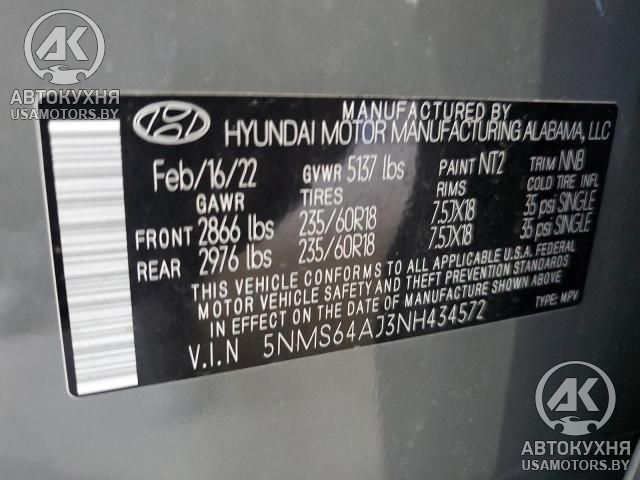 АК
АВТОКУХНЯ
USAMOTORS.BY
MANUFACTURED BY
HYUNDAI MOTOR MANUFACTURING ALABAMA, LLC
Feb/16/22 GVWR 5137 lbs PAINT NT2 TRIM NNB
GAWR TIRES RIMS COLD TIRE INFL
FRONT 2866 lbs 235/60R18 7.5JX18 35 psi SINGLE
REAR 2976 lbs 235/60R18 7.5JX18 35 psi SINGLE
THIS VEHICLE CONFORMS TO ALL APPLICABLE U.S.A. FEDERAL
MOTOR VEHICLE SAFETY AND THEFT PREVENTION STANDARDS
IN EFFECT ON THE DATE OF MANUFACTURE SHOWN ABOVE.
V.I.N 5NMS64AJ3NH434572 TYPE: MPV
АК
АВТОКУХНЯ
USAMOTORS.BY